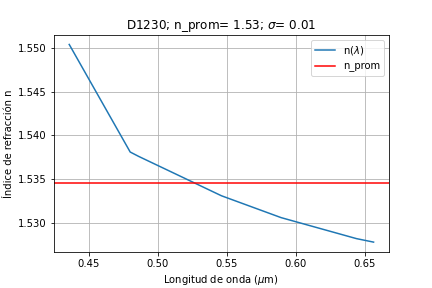 D1230; n_prom= 1.53; σ= 0.01
n(λ)
n_prom
Índice de refracción n
1.550
1.545
1.540
1.535
1.530
0.45 0.50 0.55 0.60 0.65
Longitud de onda (μm)